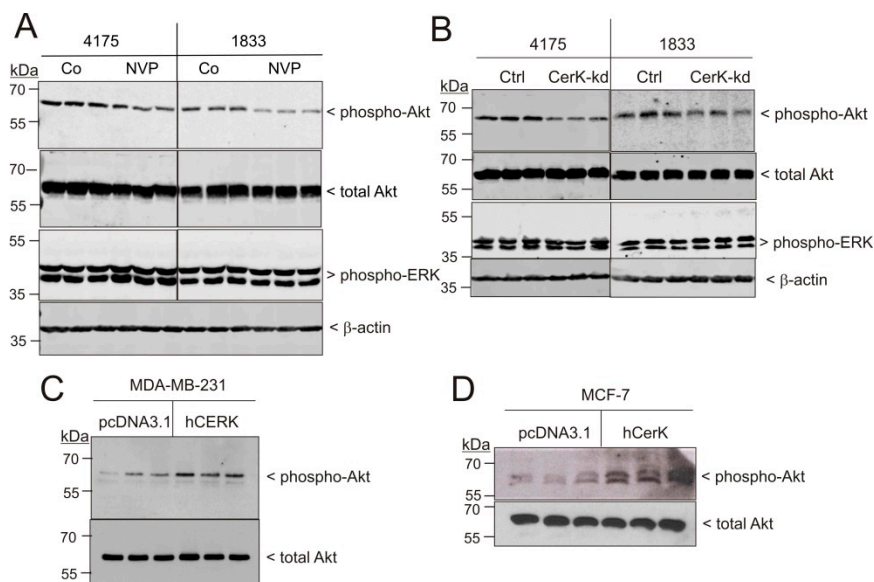 A
4175 1833
kDa Co NVP Co NVP
70
55
< phospho-Akt
70
55
< total Akt
55
35
> phospho-ERK
35
< β-actin
B
4175 1833
kDa Ctrl CerK-kd Ctrl CerK-kd
70
55
< phospho-Akt
70
55
< total Akt
55
35
> phospho-ERK
45
35
< β-actin
C
MDA-MB-231
kDa pcDNA3.1 hCERK
70
55
< phospho-Akt
70
55
< total Akt
D
MCF-7
kDa pcDNA3.1 hCerK
70
55
< phospho-Akt
70
55
< total Akt